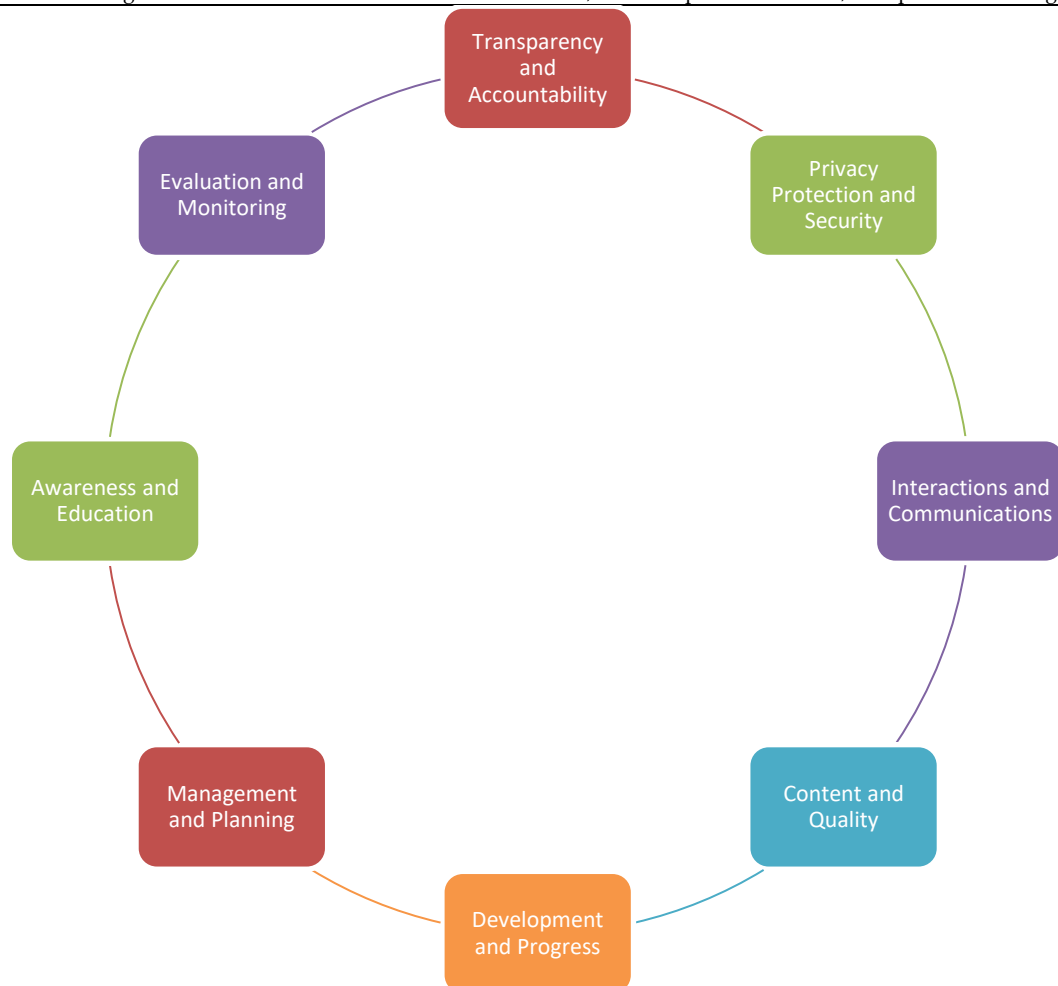 Transparency
and
Accountability
Privacy
Protection and
Security
Interactions and
Communications
Content and
Quality
Development
and Progress
Management
and Planning
Awareness and
Education
Evaluation and
Monitoring